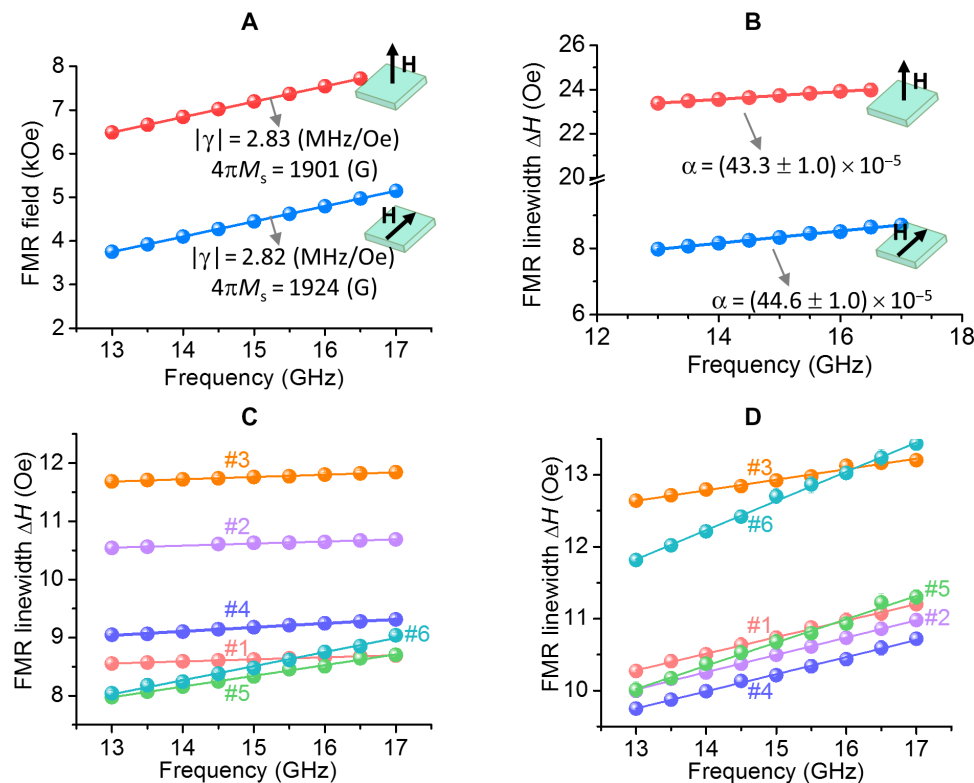 A
FMR field (kOe)
8
7
6
5
4
3
2
H
|γ| = 2.83 (MHz/Oe)
4πMs = 1901 (G)
H
|γ| = 2.82 (MHz/Oe)
4πMs = 1924 (G)
13 14 15 16 17
Frequency (GHz)
B
FMR linewidth ΔH (Oe)
26
24
22
20
8
6
H
α = (43.3 ± 1.0) × 10⁻⁵
H
α = (44.6 ± 1.0) × 10⁻⁵
12 13 14 15 16 17 18
Frequency (GHz)
C
FMR linewidth ΔH (Oe)
12
11
10
9
8
#3
#2
#4
#1
#6
#5
13 14 15 16 17
Frequency (GHz)
D
FMR linewidth ΔH (Oe)
13
12
11
10
#3
#6
#5
#1
#2
#4
13 14 15 16 17
Frequency (GHz)